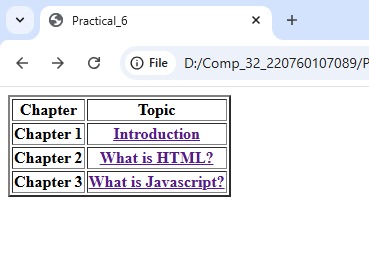 Practical_6
File D:/Comp_32_220760107089/P
Chapter Topic
Chapter 1 Introduction
Chapter 2 What is HTML?
Chapter 3 What is Javascript?